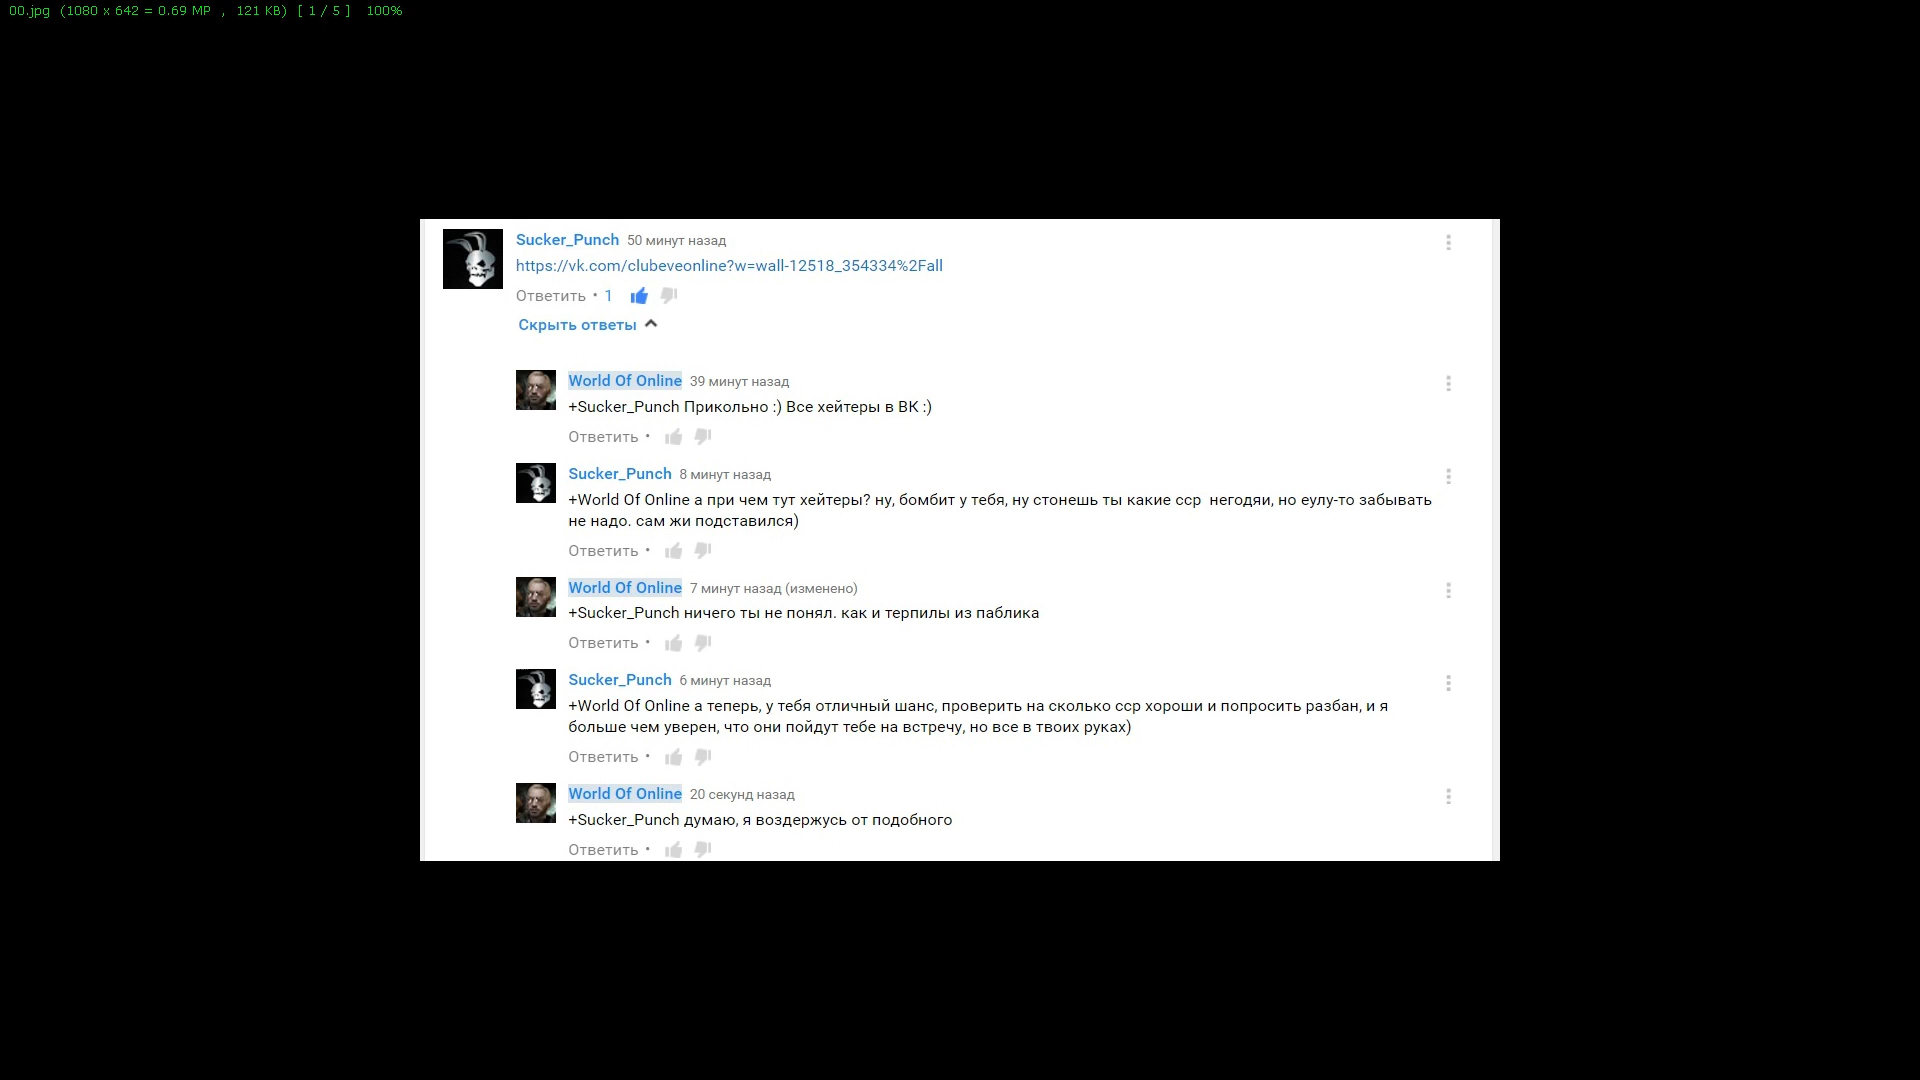 00.jpg (1080 x 642 = 0.69 MP , 121 KB) [ 1 / 5 ] 100%
Sucker_Punch 50 минут назад
https://vk.com/clubeveonline?w=wall-12518_354334%2Fall
Ответить • 1
Скрыть ответы
World Of Online 39 минут назад
+Sucker_Punch Прикольно :) Все хейтеры в ВК :)
Ответить •
Sucker_Punch 8 минут назад
+World Of Online а при чем тут хейтеры? ну, бомбит у тебя, ну стонешь ты какие сср негодяи, но еулу-то забывать
не надо. сам жи подставился)
Ответить •
World Of Online 7 минут назад (изменено)
+Sucker_Punch ничего ты не понял. как и терпилы из паблика
Ответить •
Sucker_Punch 6 минут назад
+World Of Online а теперь, у тебя отличный шанс, проверить на сколько сср хороши и попросить разбан, и я
больше чем уверен, что они пойдут тебе на встречу, но все в твоих руках)
Ответить •
World Of Online 20 секунд назад
+Sucker_Punch думаю, я воздержусь от подобного
Ответить •